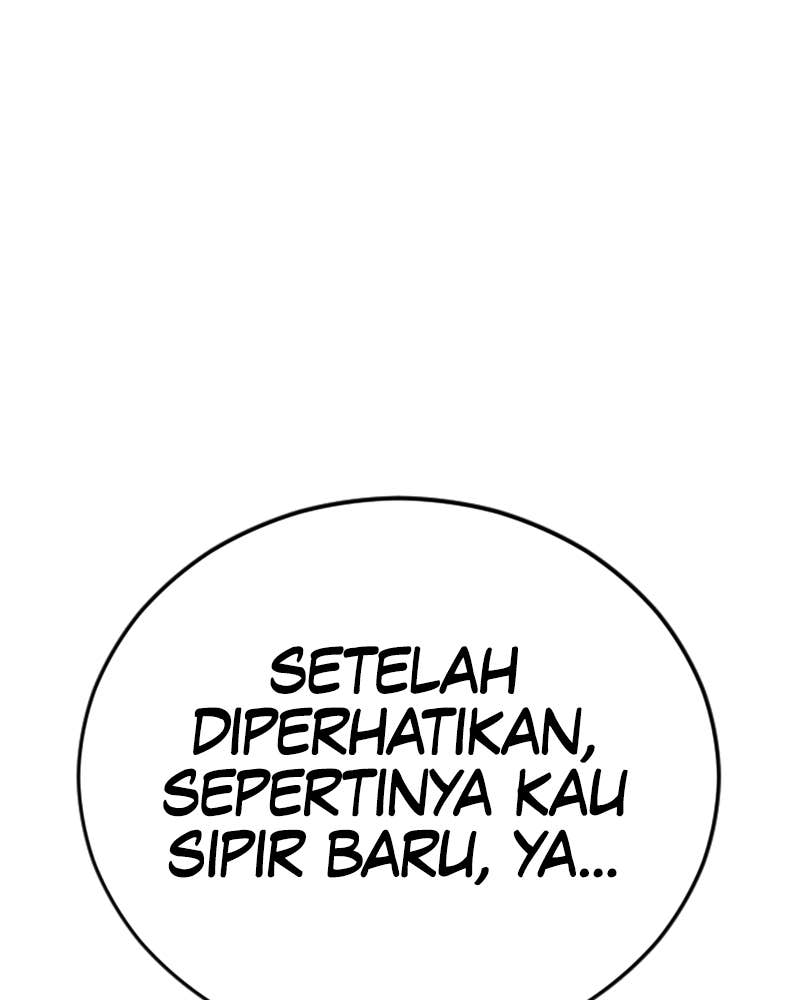 SETELAH
DIPERHATIKAN,
SEPERTINYA KAU
SIPIR BARU, YA...